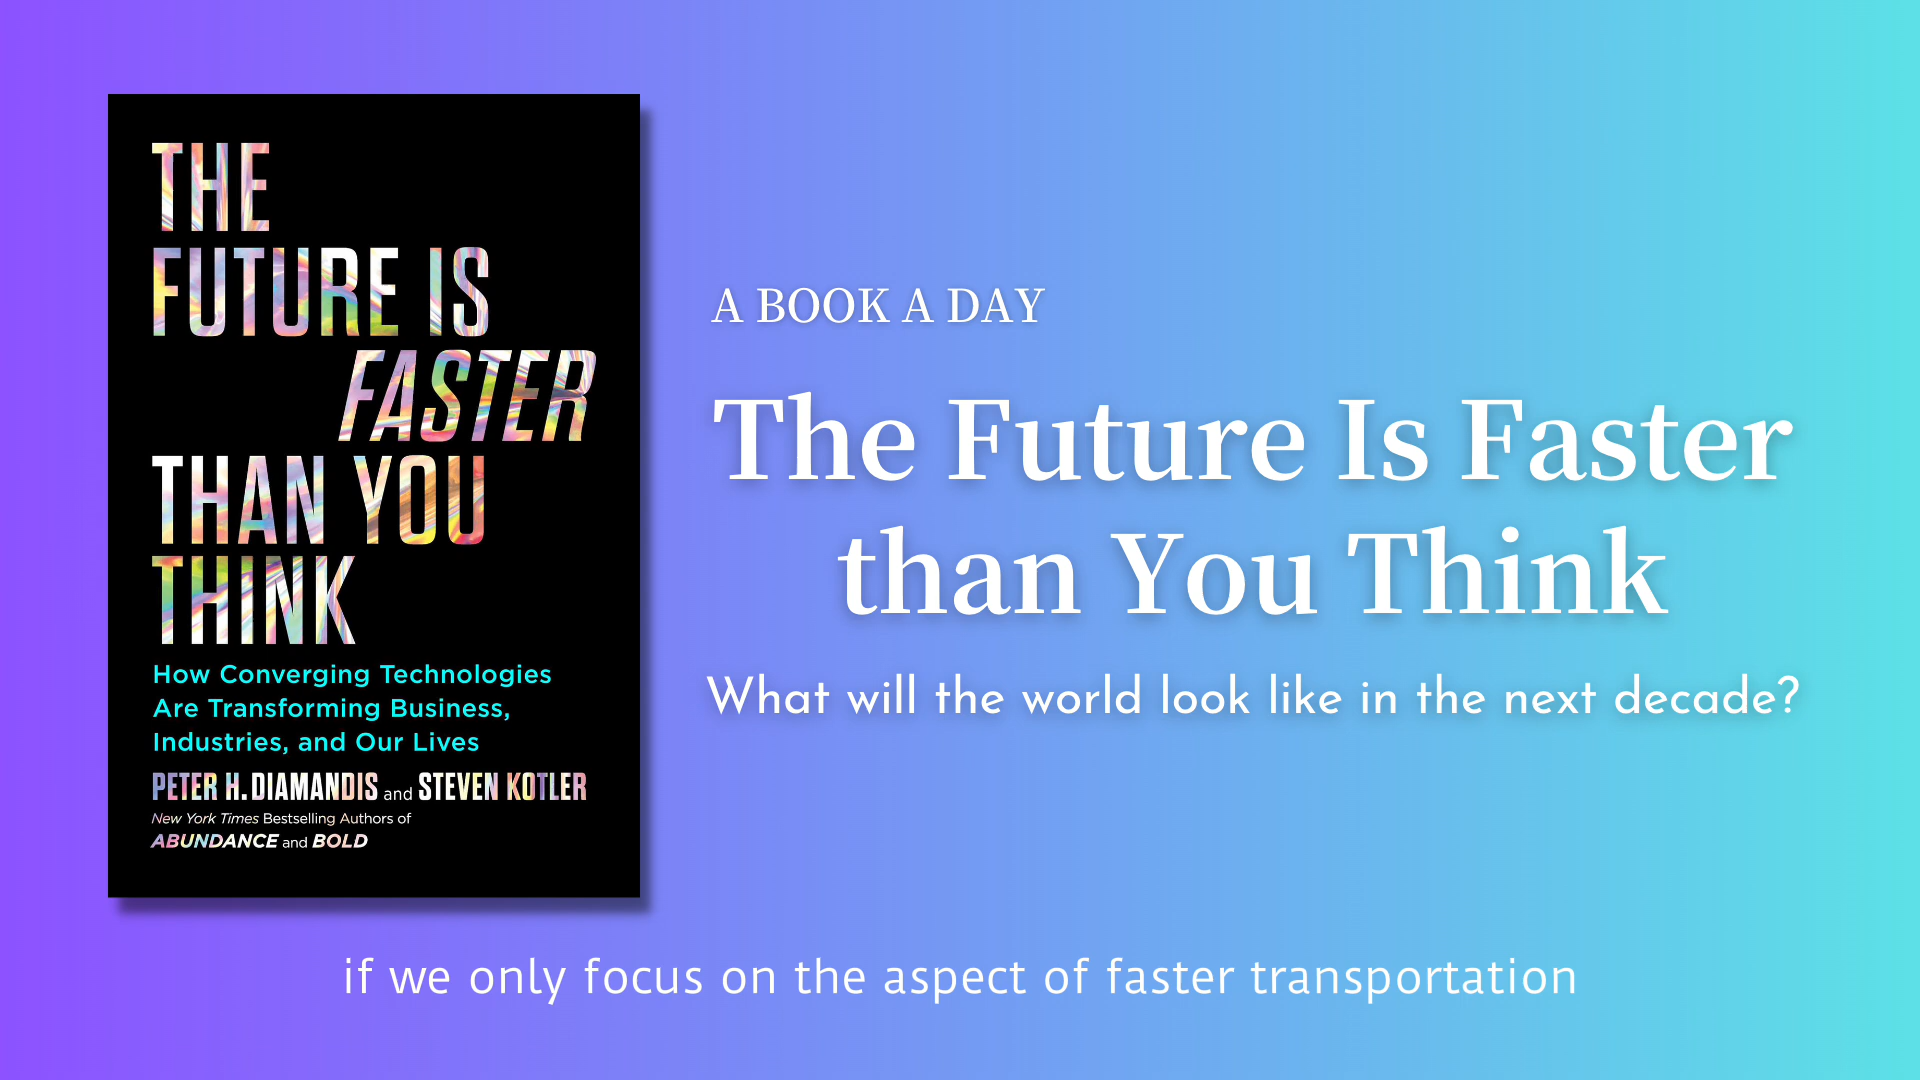 THE
FUTURE IS
FASTER
THAN YOU
THINK
How Converging Technologies
Are Transforming Business,
Industries, and Our Lives
PETER H. DIAMANDIS and STEVEN KOTLER
New York Times Bestselling Authors of
ABUNDANCE and BOLD
A BOOK A DAY
The Future Is Faster
than You Think
What will the world look like in the next decade?
if we only focus on the aspect of faster transportation